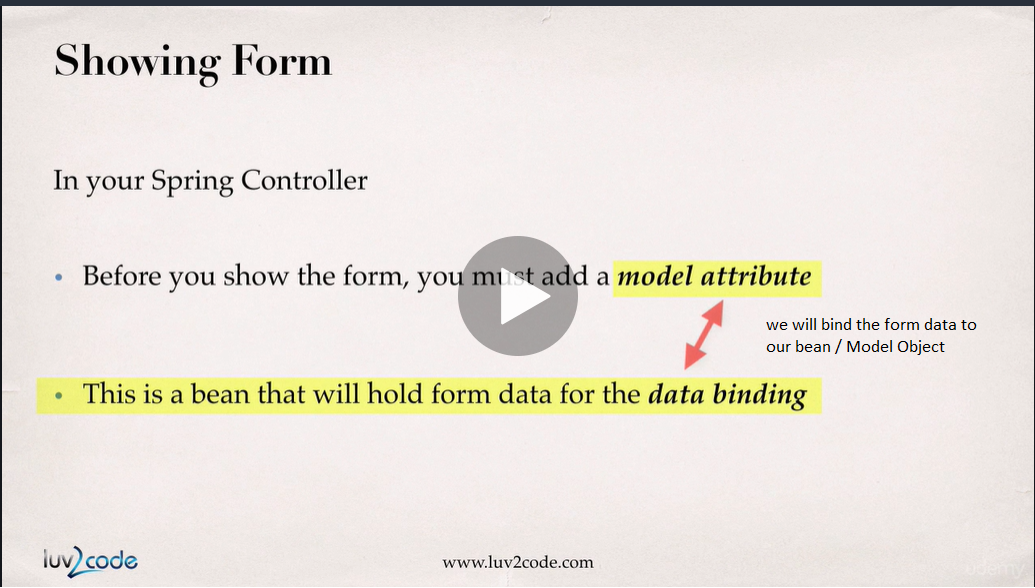 Showing Form
In your Spring Controller
• Before you show the form, you must add a model attribute
we will bind the form data to
our bean / Model Object
• This is a bean that will hold form data for the data binding
luv2code
www.luv2code.com
udemy